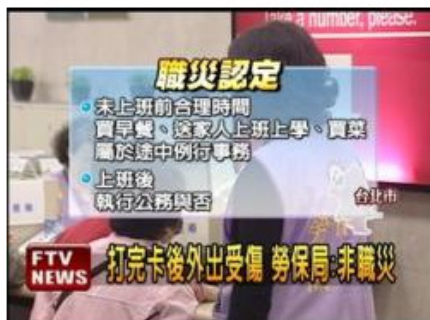 take a number, please.
職災認定
未上班前合理時間
買早餐、送家人上班上學、買菜
屬於途中例行事務
上班後
執行公務與否
台北市
FTV
NEWS
打完卡後外出受傷 勞保局:非職災